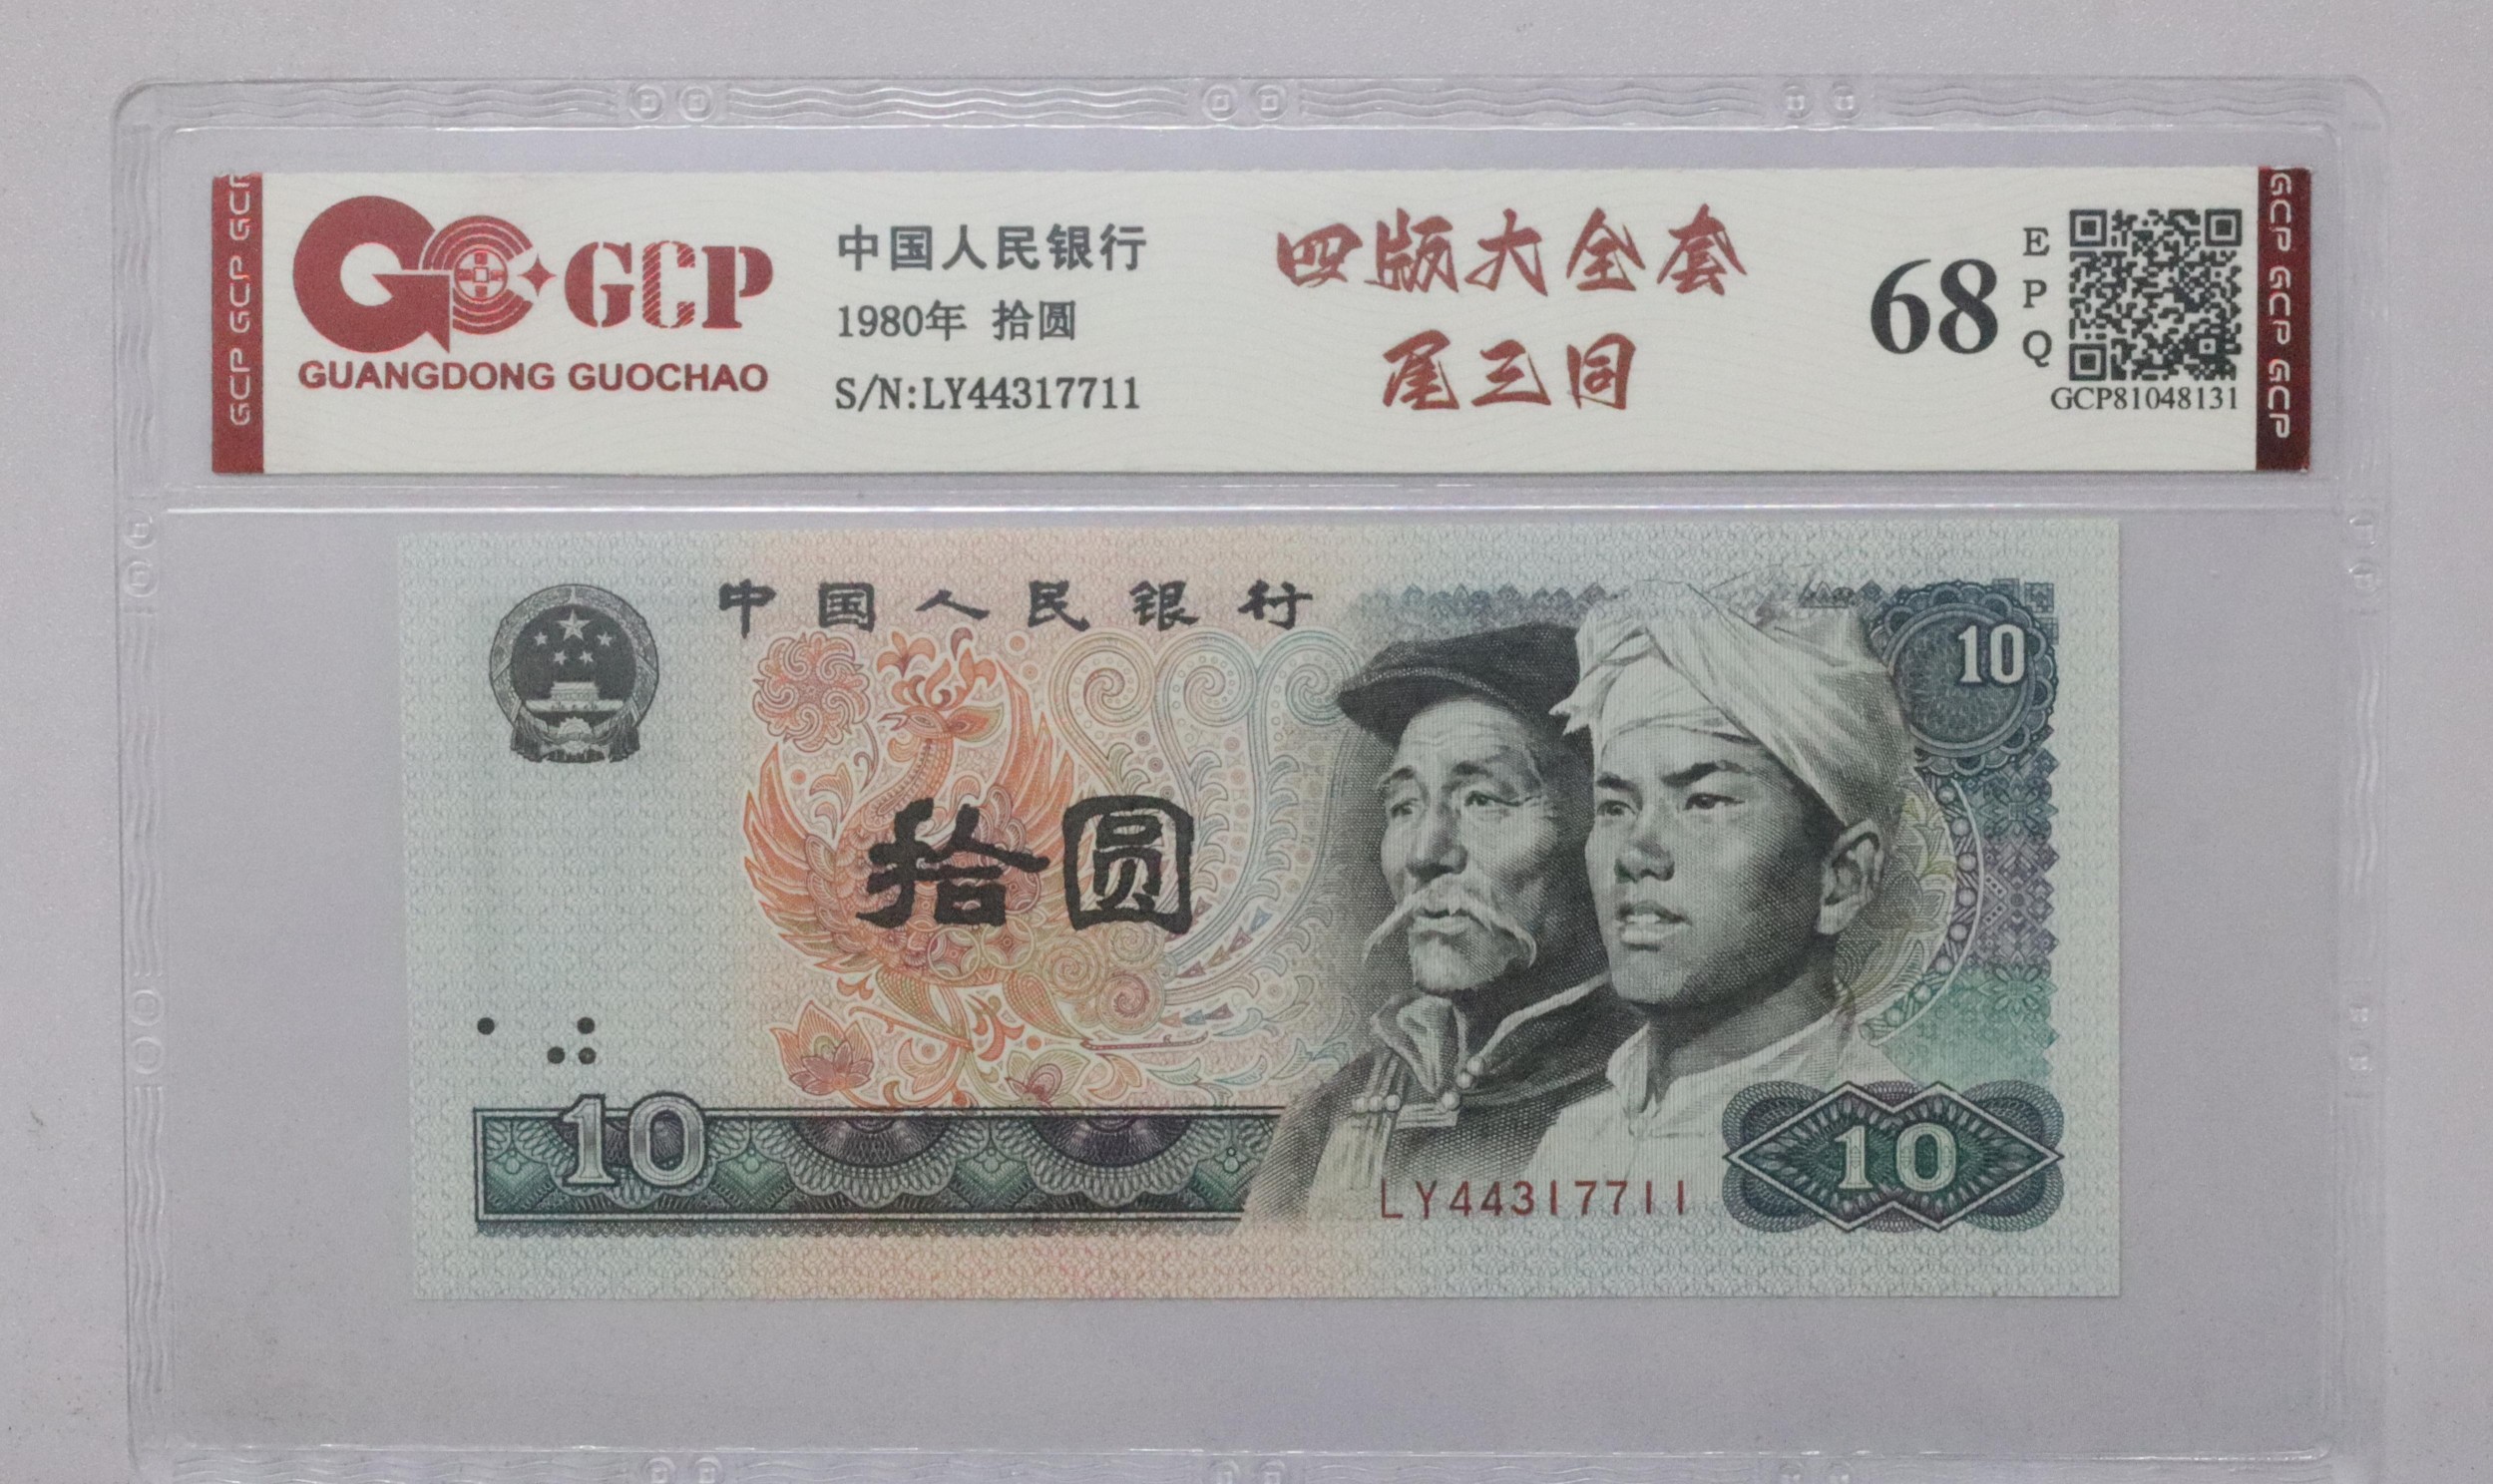 GCP GCP GCP
GCP
GUANGDONG GUOCHAO
中国人民银行
1980年 拾圆
S/N:LY44317711
四版大全套
尾三同
68
EPQ
GCP81048131
GCP GCP GCP
中国人民银行
10
拾圆
10
LY44317711
10